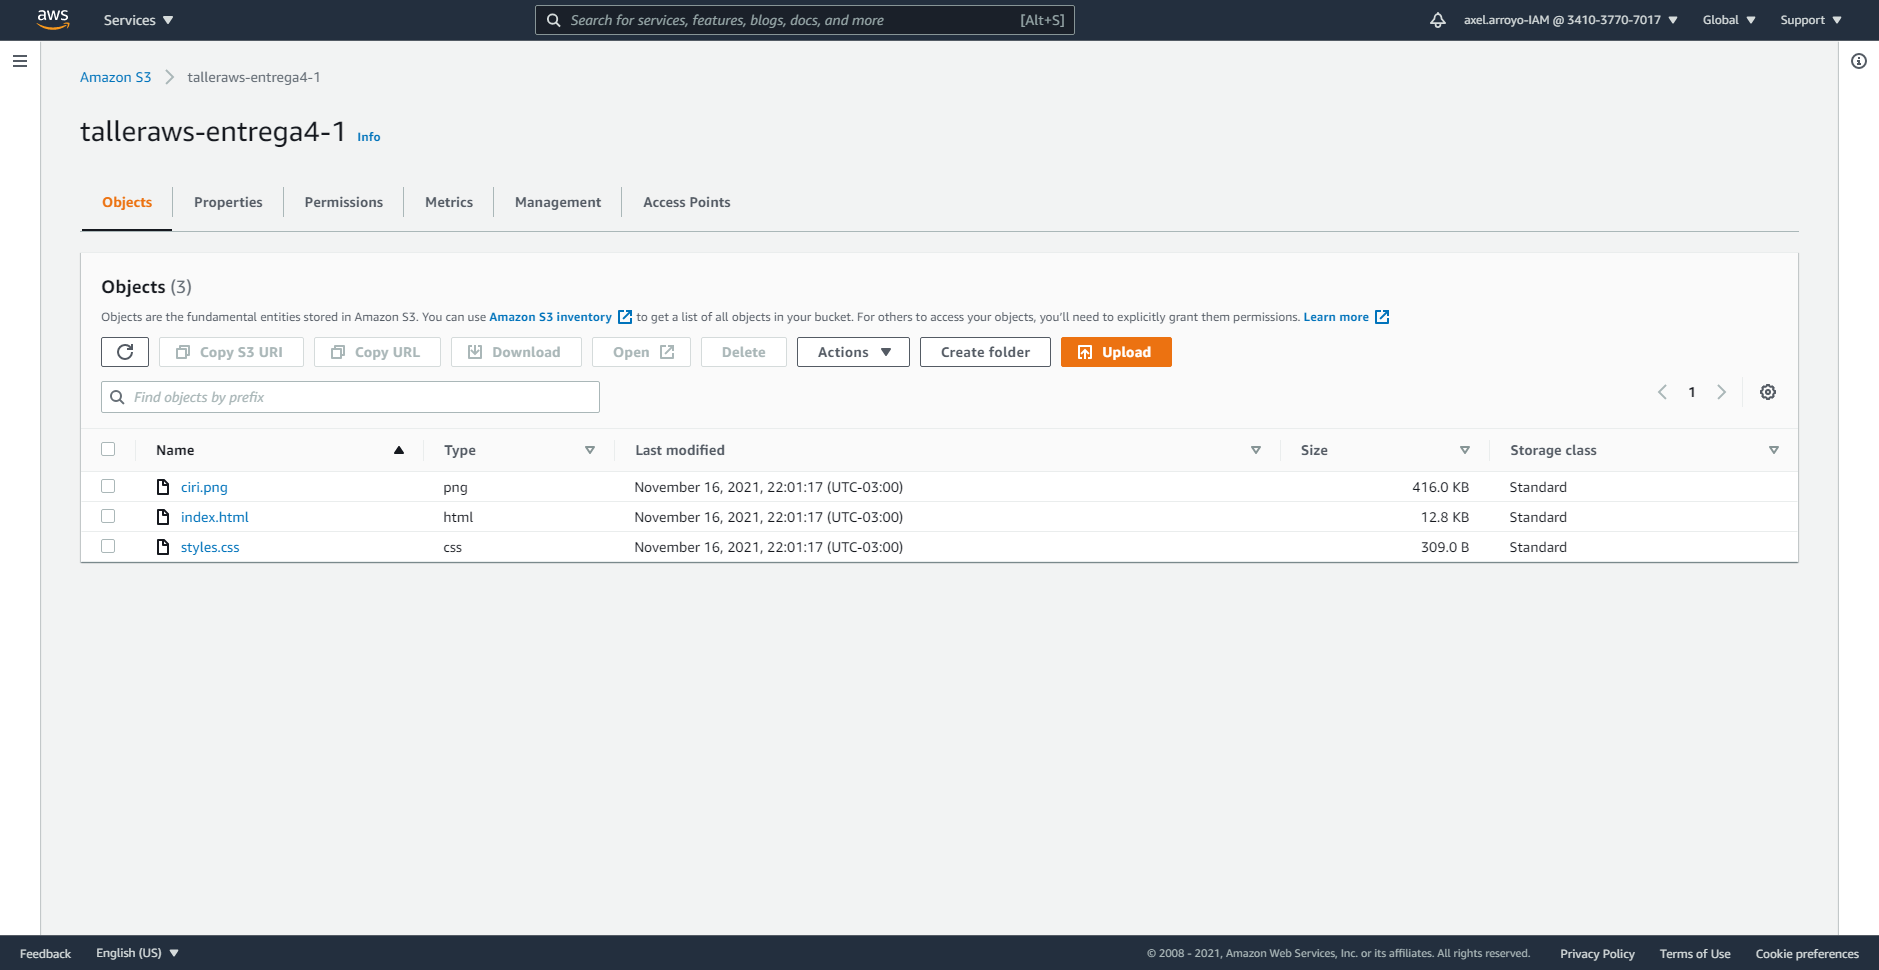 aws Services Search for services, features, blogs, docs, and more [Alt+S] axel.arroyo-IAM @ 3410-3770-7017 Global Support
Amazon S3 talleraws-entrega4-1
talleraws-entrega4-1 Info
Objects Properties Permissions Metrics Management Access Points
Objects (3)
Objects are the fundamental entities stored in Amazon S3. You can use Amazon S3 inventory to get a list of all objects in your bucket. For others to access your objects, you'll need to explicitly grant them permissions. Learn more
Copy S3 URI Copy URL Download Open Delete Actions Create folder Upload
Find objects by prefix 1
Name Type Last modified Size Storage class
ciri.png png November 16, 2021, 22:01:17 (UTC-03:00) 416.0 KB Standard
index.html html November 16, 2021, 22:01:17 (UTC-03:00) 12.8 KB Standard
styles.css css November 16, 2021, 22:01:17 (UTC-03:00) 309.0 B Standard
Feedback English (US) © 2008 - 2021, Amazon Web Services, Inc. or its affiliates. All rights reserved. Privacy Policy Terms of Use Cookie preferences